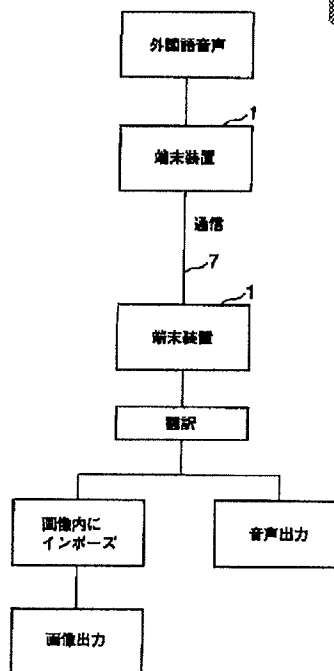 外国語音声
1
端末装置
通信
7
1
端末装置
翻訳
画像内に
インポーズ
音声出力
画像出力